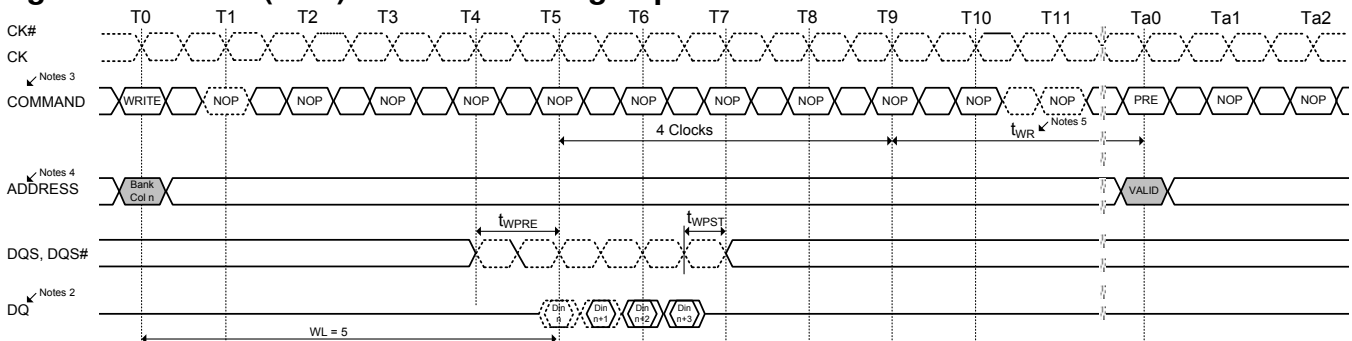 T0 T1 T2 T3 T4 T5 T6 T7 T8 T9 T10 T11 Ta0 Ta1 Ta2
CK#
CK
Notes 3
COMMAND WRITE NOP NOP NOP NOP NOP NOP NOP NOP NOP NOP NOP PRE NOP NOP
4 Clocks tWR Notes 5
Notes 4
ADDRESS Bank Col n VALID
tWPRE tWPST
DQS, DQS#
Notes 2
DQ Din n Din n+1 Din n+2 Din n+3
WL = 5